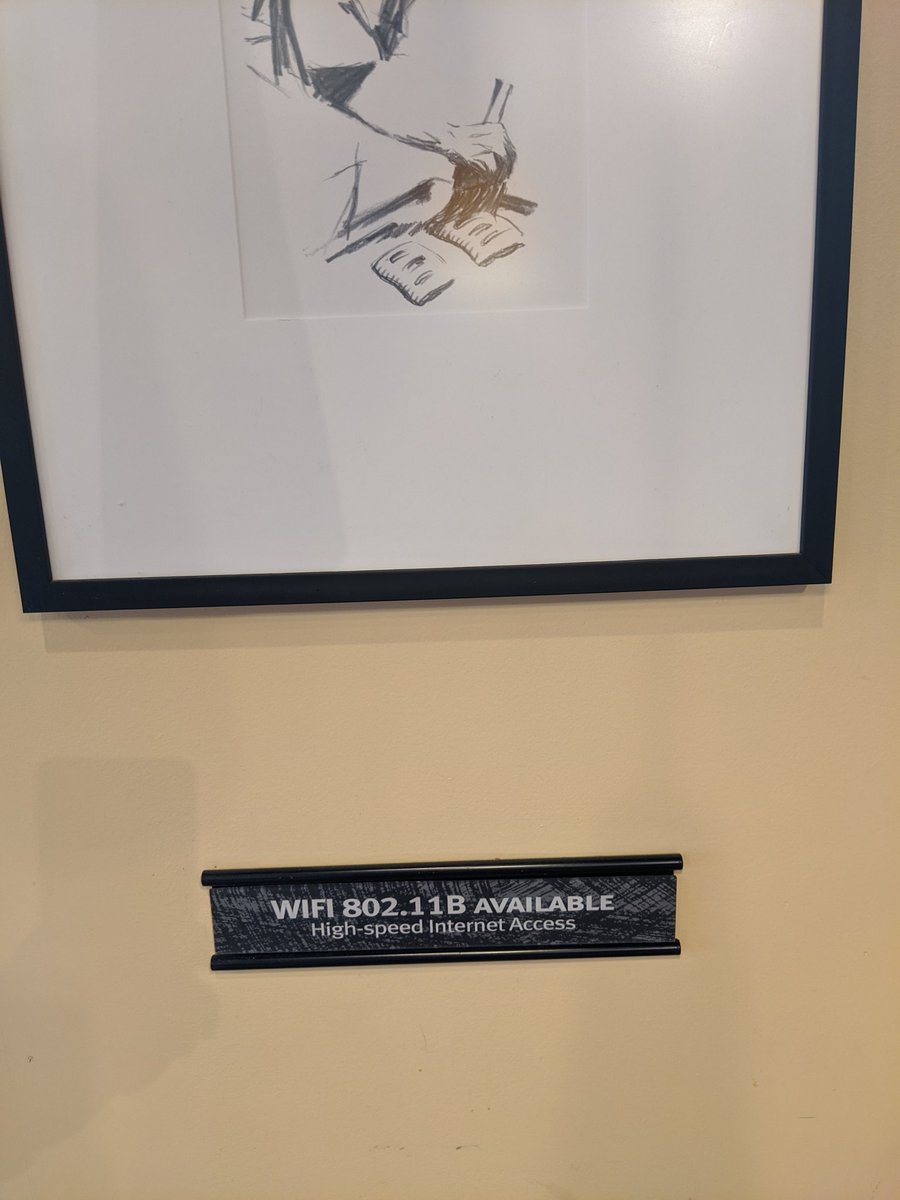 WIFI 802.11B AVAILABLE
High-speed Internet Access